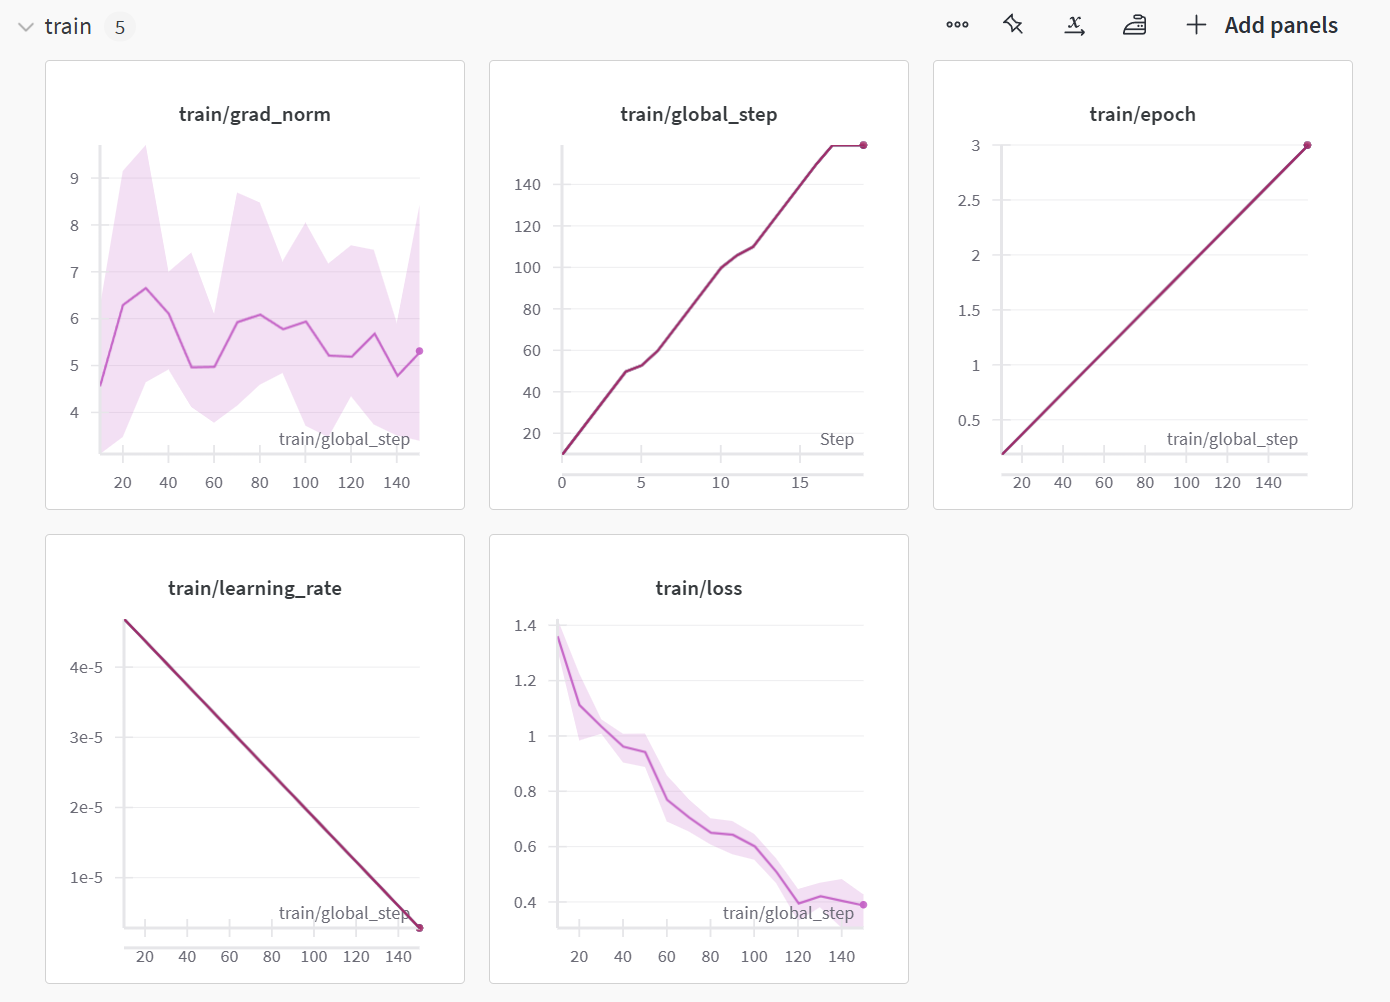 train 5
Add panels
train/grad_norm
9
8
7
6
5
4
train/global_step
20 40 60 80 100 120 140
train/global_step
140
120
100
80
60
40
20
Step
0 5 10 15
train/epoch
3
2.5
2
1.5
1
0.5
train/global_step
20 40 60 80 100 120 140
train/learning_rate
4e-5
3e-5
2e-5
1e-5
train/global_step
20 40 60 80 100 120 140
train/loss
1.4
1.2
1
0.8
0.6
0.4
train/global_step
20 40 60 80 100 120 140